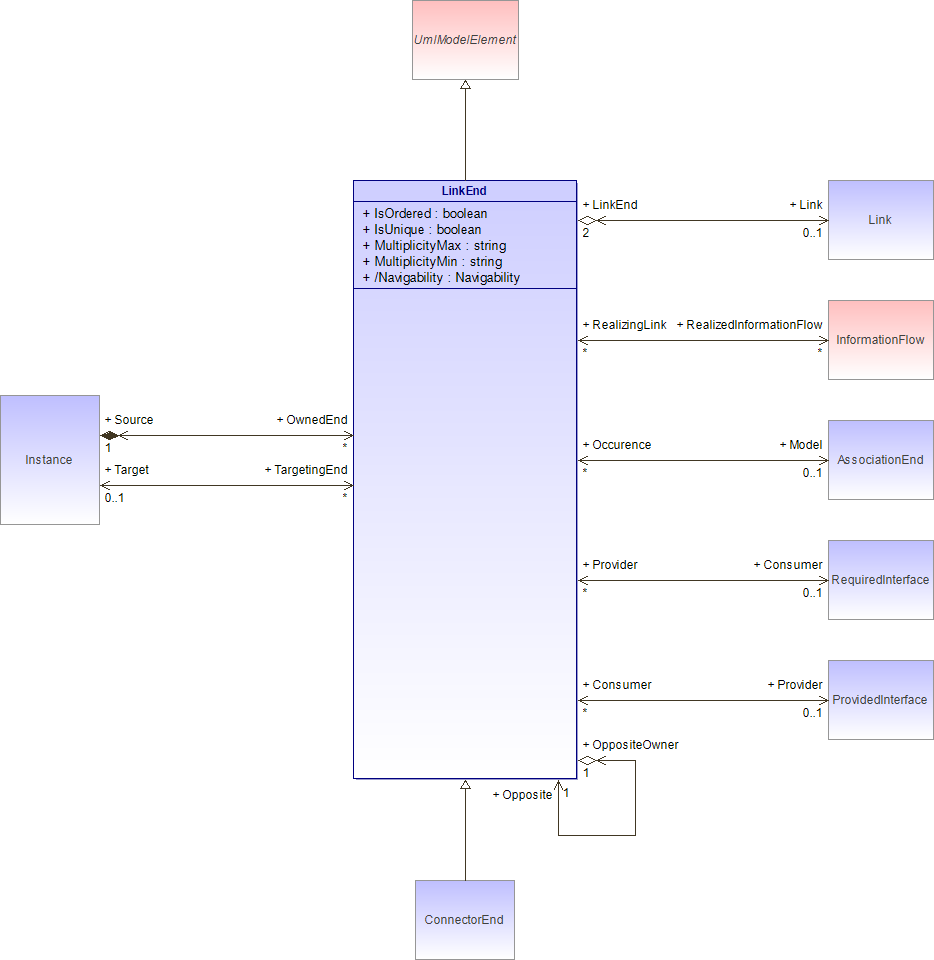 UmlModelElement
LinkEnd
+ IsOrdered : boolean
+ IsUnique : boolean
+ MultiplicityMax : string
+ MultiplicityMin : string
+ /Navigability : Navigability
+ LinkEnd + Link
2 0..1
Link
+ RealizingLink + RealizedInformationFlow
* *
InformationFlow
+ Source + OwnedEnd
1 *
Instance
+ Target + TargetingEnd
0..1 *
+ Occurence + Model
* 0..1
AssociationEnd
+ Provider + Consumer
* 0..1
RequiredInterface
+ Consumer + Provider
* 0..1
ProvidedInterface
+ OppositeOwner
1
+ Opposite 1
ConnectorEnd